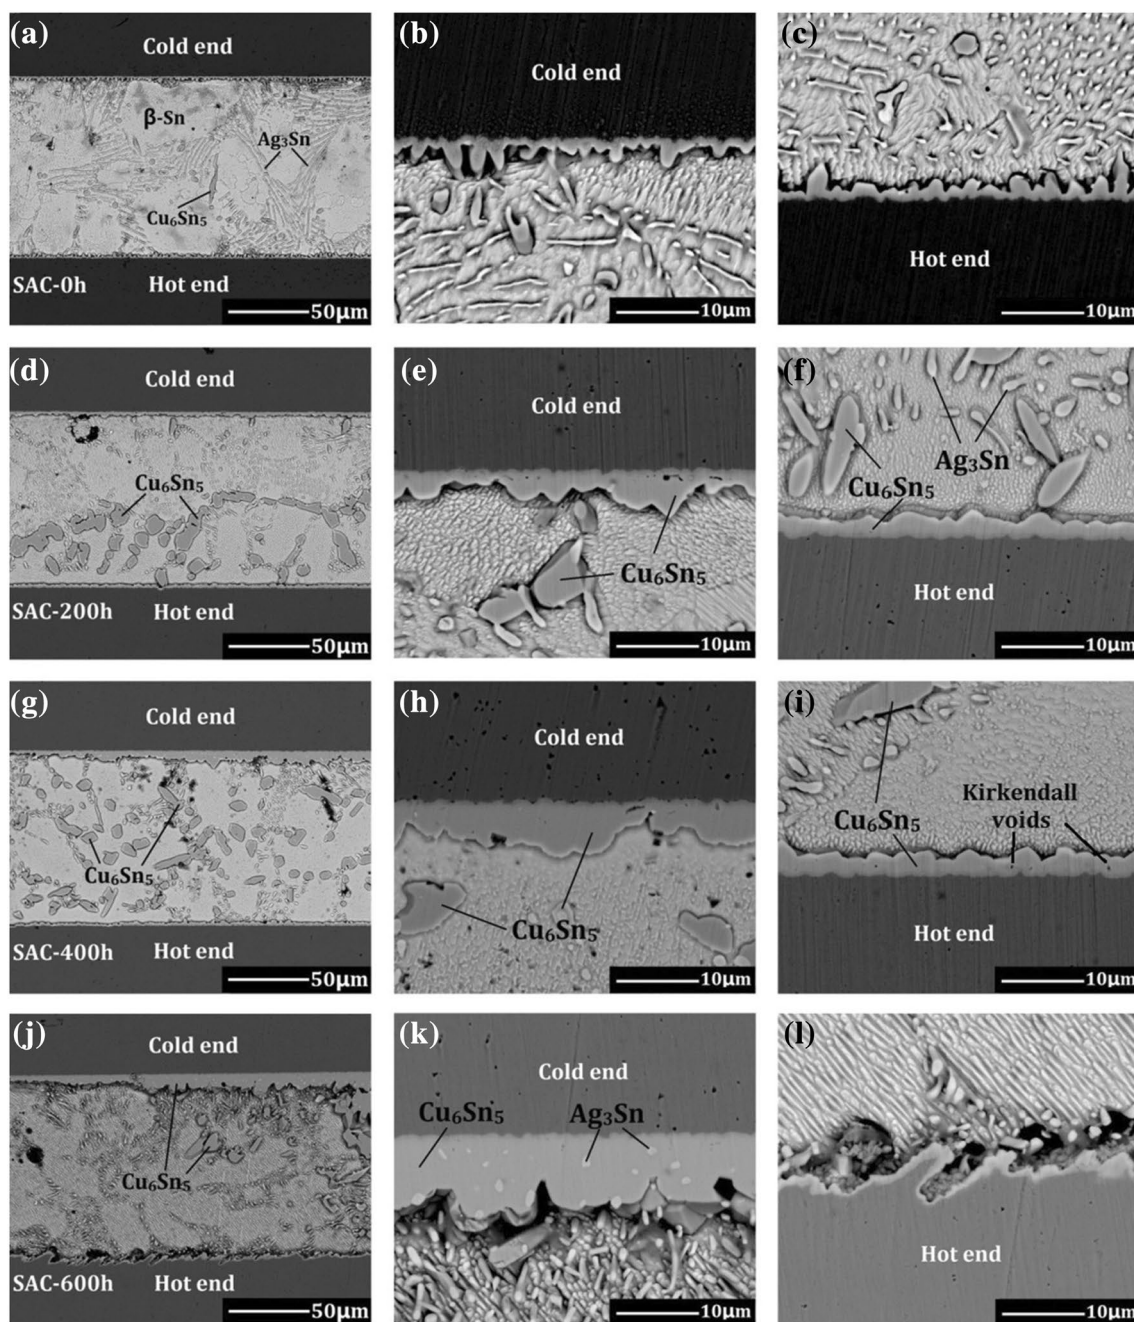 (a)
Cold end
β-Sn
Ag₃Sn
Cu₆Sn₅
SAC-0h Hot end
50μm
(b)
Cold end
10μm
(c)
Hot end
10μm
(d)
Cold end
Cu₆Sn₅
SAC-200h Hot end
50μm
(e)
Cold end
Cu₆Sn₅
10μm
(f)
Ag₃Sn
Cu₆Sn₅
Hot end
10μm
(g)
Cold end
Cu₆Sn₅
SAC-400h Hot end
50μm
(h)
Cold end
Cu₆Sn₅
10μm
(i)
Kirkendall
Cu₆Sn₅ voids
Hot end
10μm
(j)
Cold end
Cu₆Sn₅
SAC-600h Hot end
50μm
(k)
Cold end
Cu₆Sn₅ Ag₃Sn
10μm
(l)
Hot end
10μm